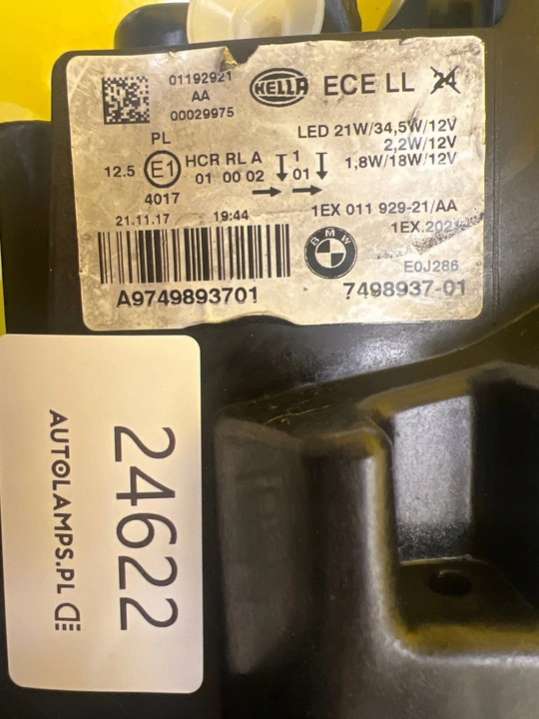 01192921
AA
00029975
HELLA
ECE LL 24
PL
LED 21W/34,5W/12V
2,2W/12V
1,8W/18W/12V
12.5 E1 HCR RL A 1
01 00 02 01
4017
21.11.17 19:44
1EX 011 929-21/AA
1EX.202
BMW
E0J286
A9749893701
7498937-01
24622
AUTOLAMPS.PL